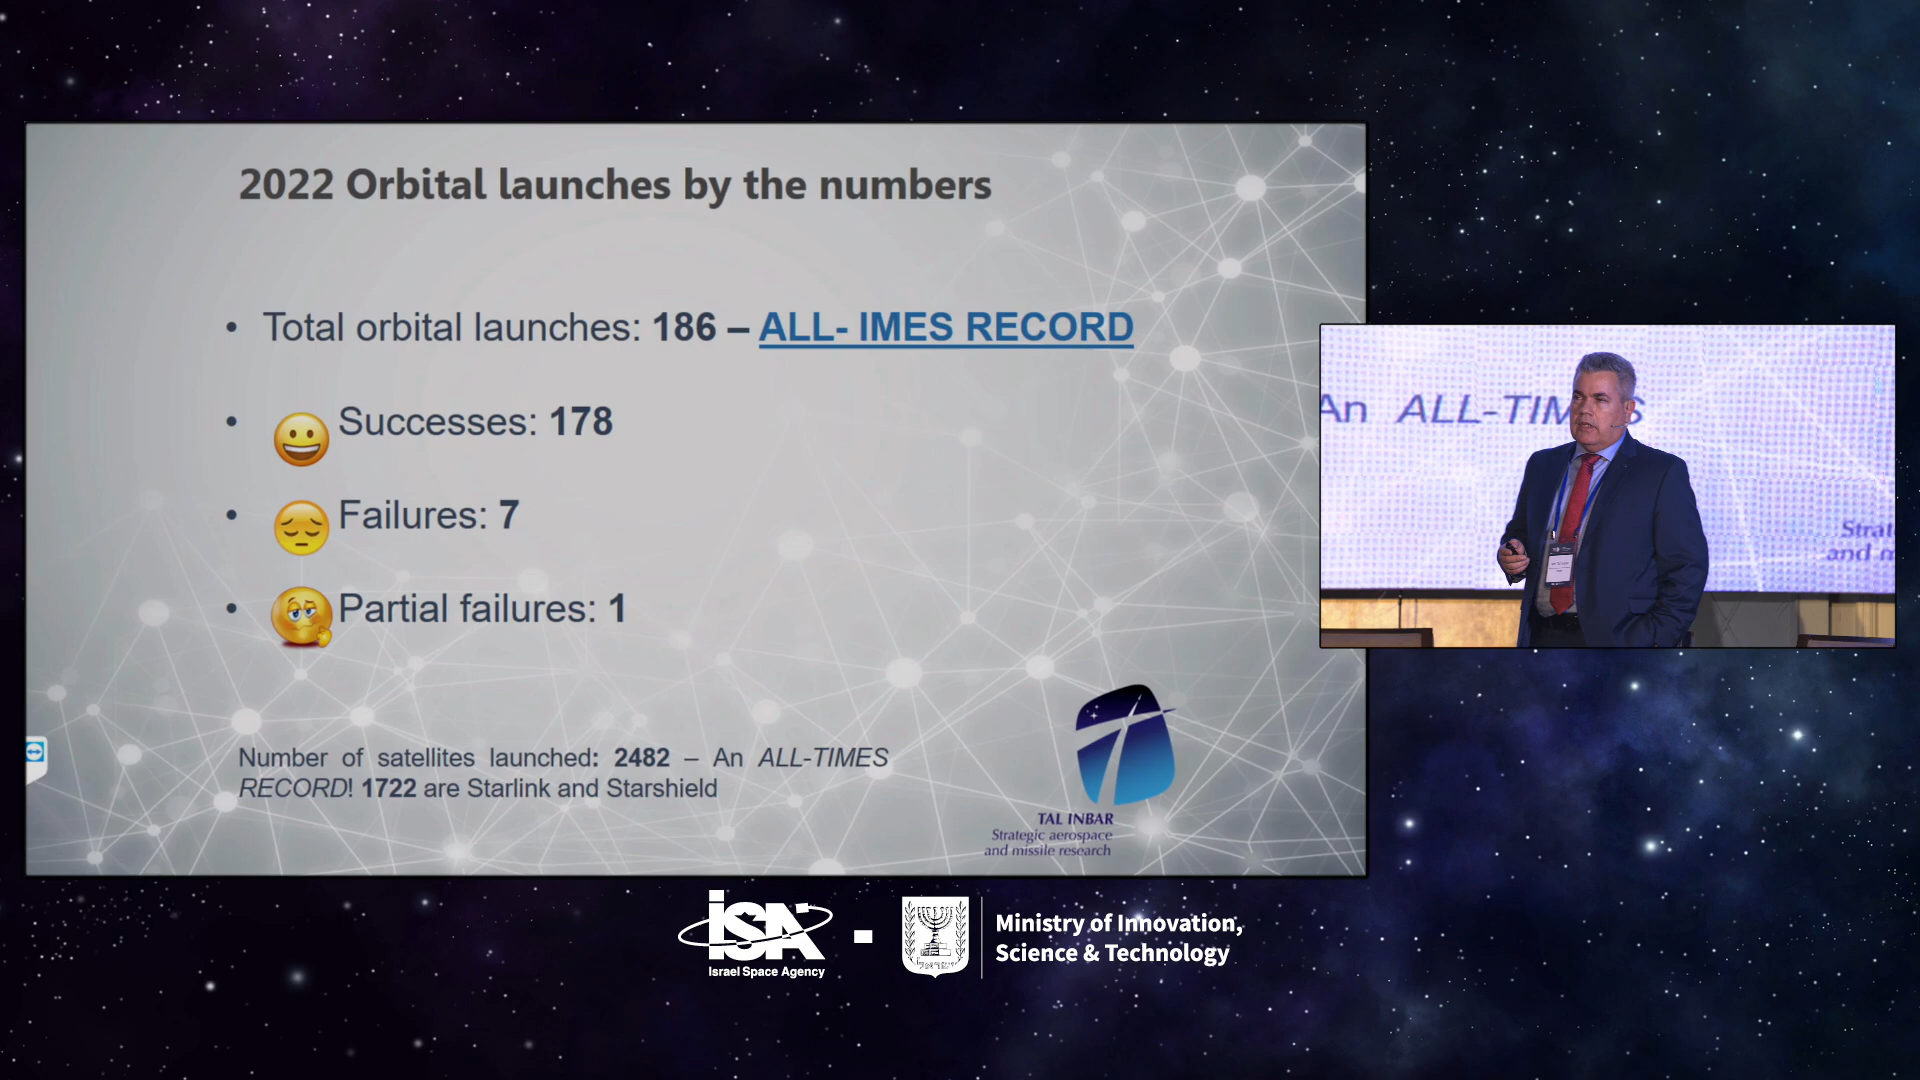 2022 Orbital launches by the numbers
• Total orbital launches: 186 – ALL- IMES RECORD
• Successes: 178
• Failures: 7
• Partial failures: 1
Number of satellites launched: 2482 – An ALL-TIMES
RECORD! 1722 are Starlink and Starshield
TAL INBAR
Strategic aerospace
and missile research
An ALL-TIM S
Strat
and m
iSA
Israel Space Agency
Ministry of Innovation,
Science & Technology